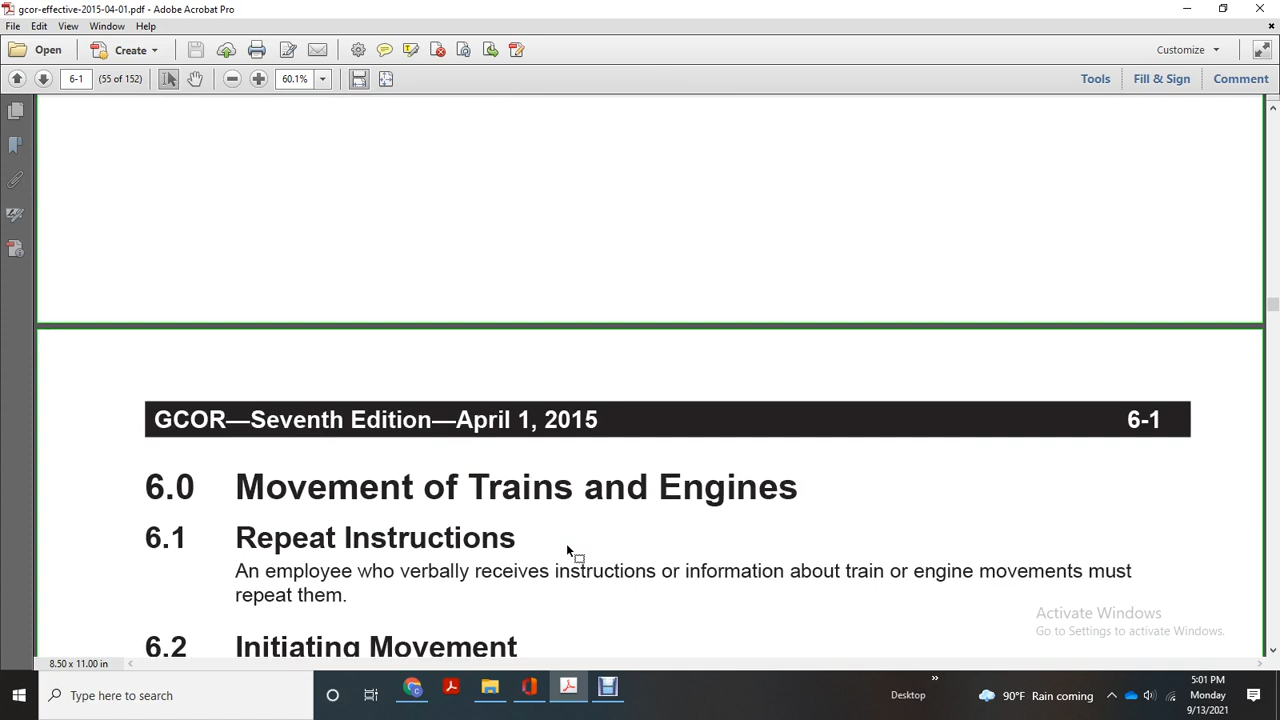 gcor-effective-2015-04-01.pdf - Adobe Acrobat Pro
File Edit View Window Help
Open Create Customize
6-1 (55 of 152) 60.1% Tools Fill & Sign Comment
GCOR—Seventh Edition—April 1, 2015 6-1
6.0 Movement of Trains and Engines
6.1 Repeat Instructions
An employee who verbally receives instructions or information about train or engine movements must
repeat them.
Activate Windows
Go to Settings to activate Windows.
6.2 Initiating Movement
8.50 x 11.00 in
Type here to search Desktop 90°F Rain coming
5:01 PM
Monday
9/13/2021